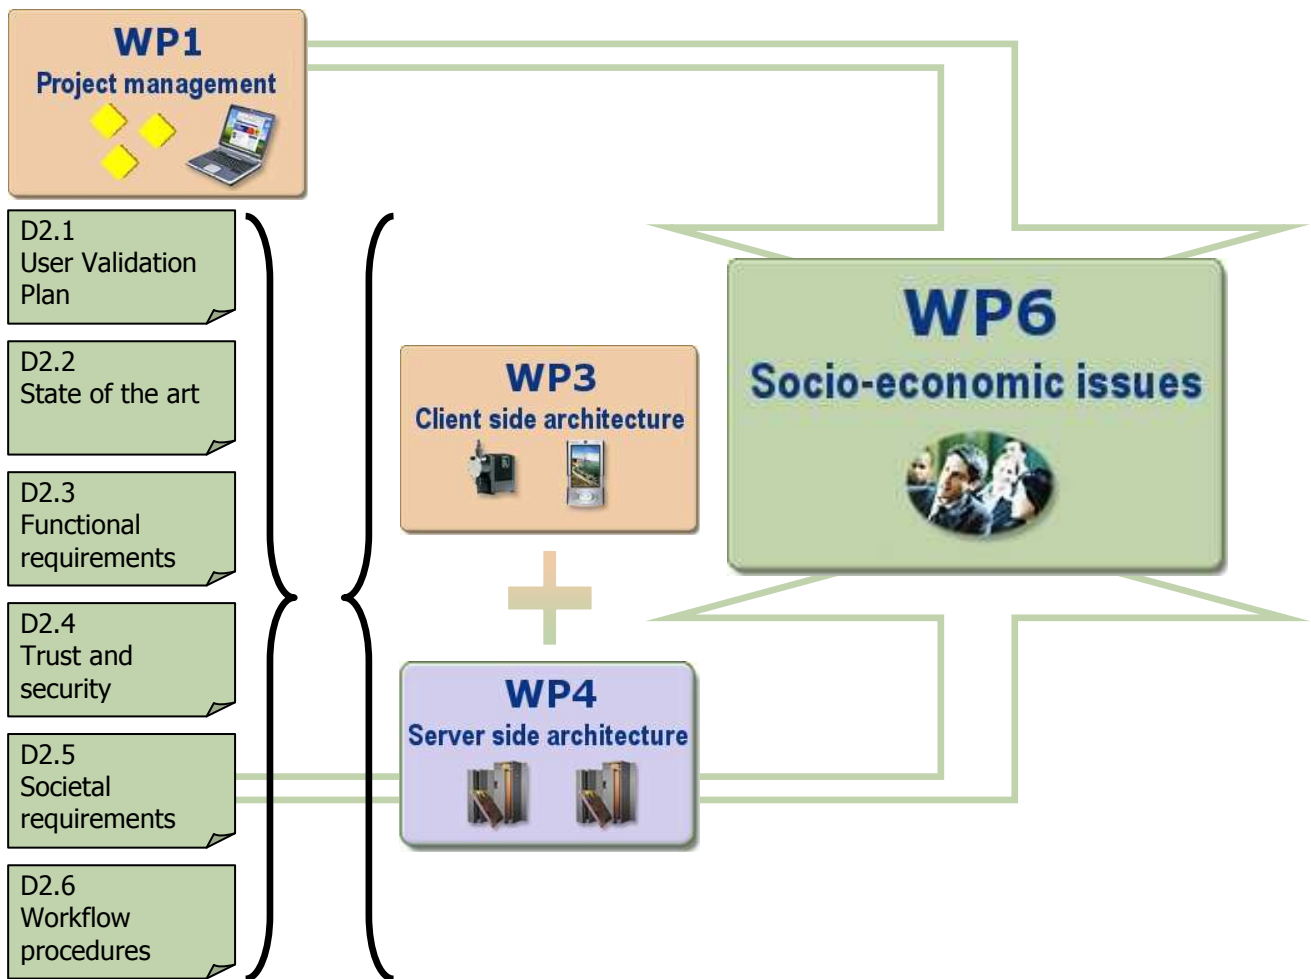 WP1
Project management
D2.1
User Validation
Plan
D2.2
State of the art
D2.3
Functional
requirements
D2.4
Trust and
security
D2.5
Societal
requirements
D2.6
Workflow
procedures
WP3
Client side architecture
WP4
Server side architecture
WP6
Socio-economic issues